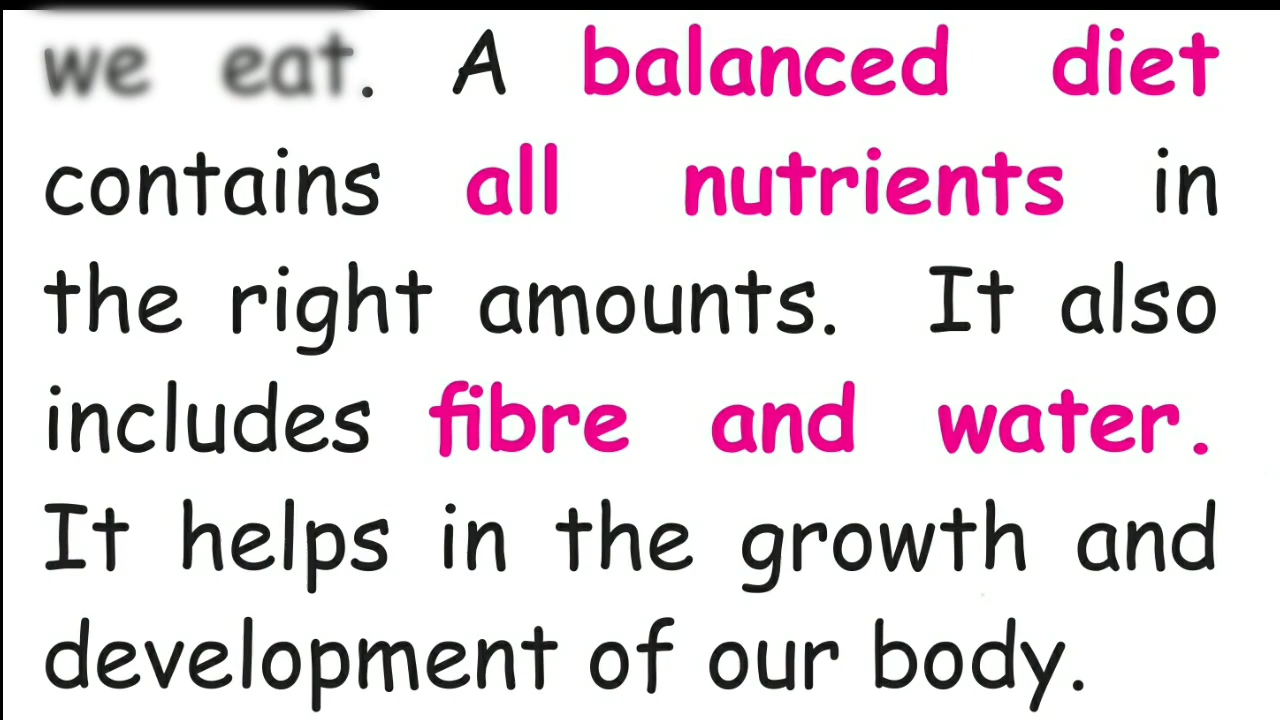 we eat. A balanced diet
contains all nutrients in
the right amounts. It also
includes fibre and water.
It helps in the growth and
development of our body.